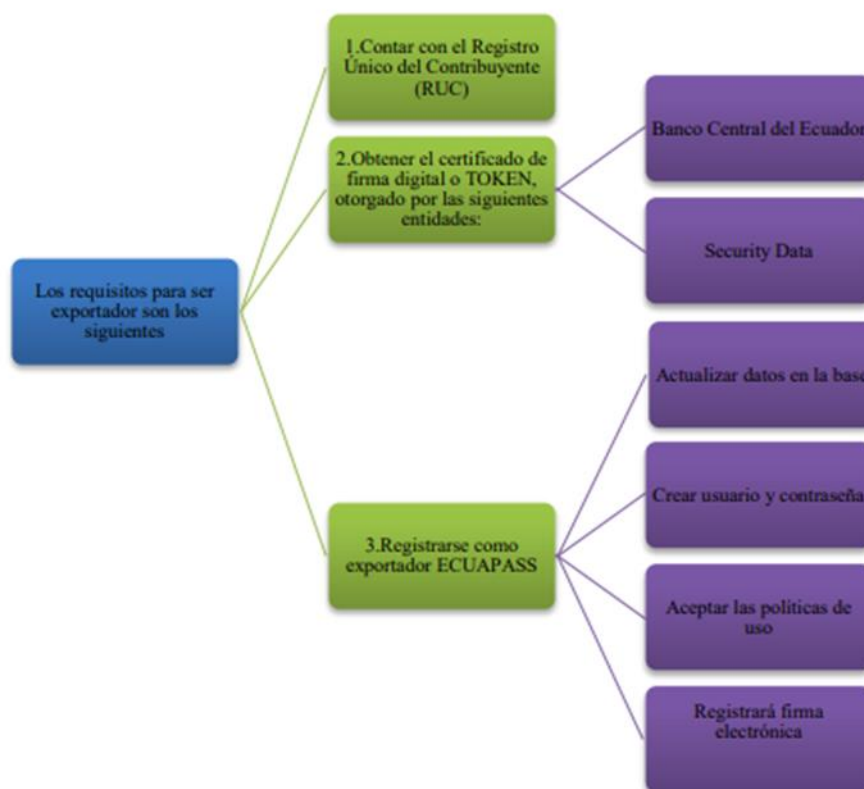 Los requisitos para ser
exportador son los
siguientes
1.Contar con el Registro
Único del Contribuyente
(RUC)
2.Obtener el certificado de
firma digital o TOKEN,
otorgado por las siguientes
entidades:
Banco Central del Ecuador
Security Data
3.Registrarse como
exportador ECUAPASS
Actualizar datos en la base
Crear usuario y contraseña
Aceptar las políticas de
uso
Registrará firma
electrónica